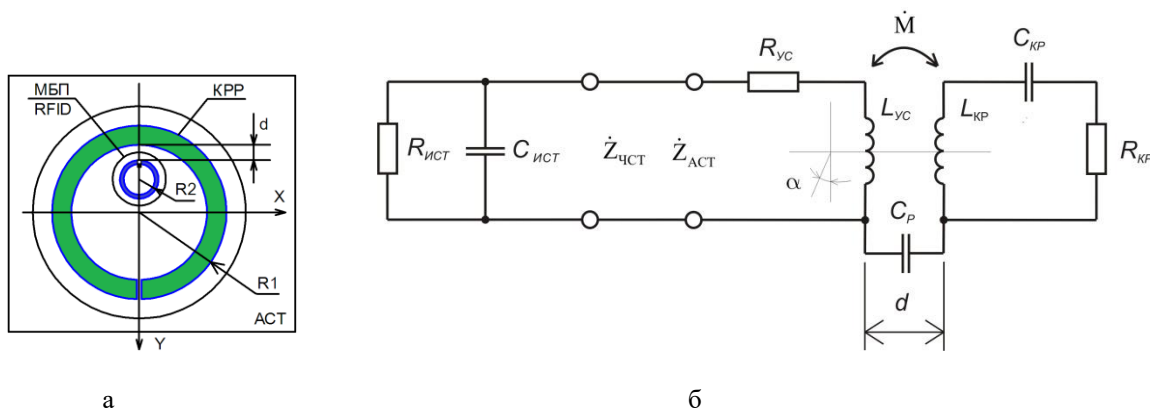 МБП
RFID
КРР
d
R2
X
R1
АСТ
Y
а
Ṁ
R_УС
C_КР
L_УС
L_КР
R_ИСТ
C_ИСТ
Ż_ЧСТ
Ż_АСТ
R_КР
α
C_Р
d
б